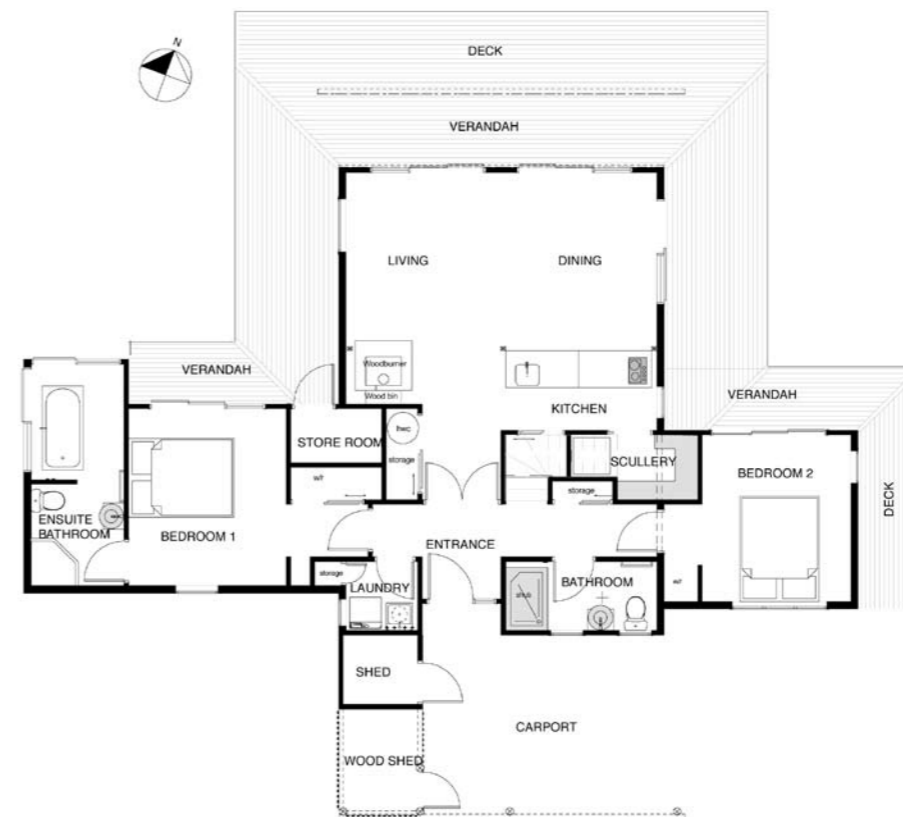 N
DECK
VERANDAH
LIVING
DINING
Woodburner
Wood bin
VERANDAH
KITCHEN
VERANDAH
hwc
STORE ROOM
storage
SCULLERY
BEDROOM 2
w/r
storage
DECK
ENSUITE
BATHROOM
BEDROOM 1
ENTRANCE
storage
LAUNDRY
BATHROOM
w/r
SHED
CARPORT
WOOD SHED